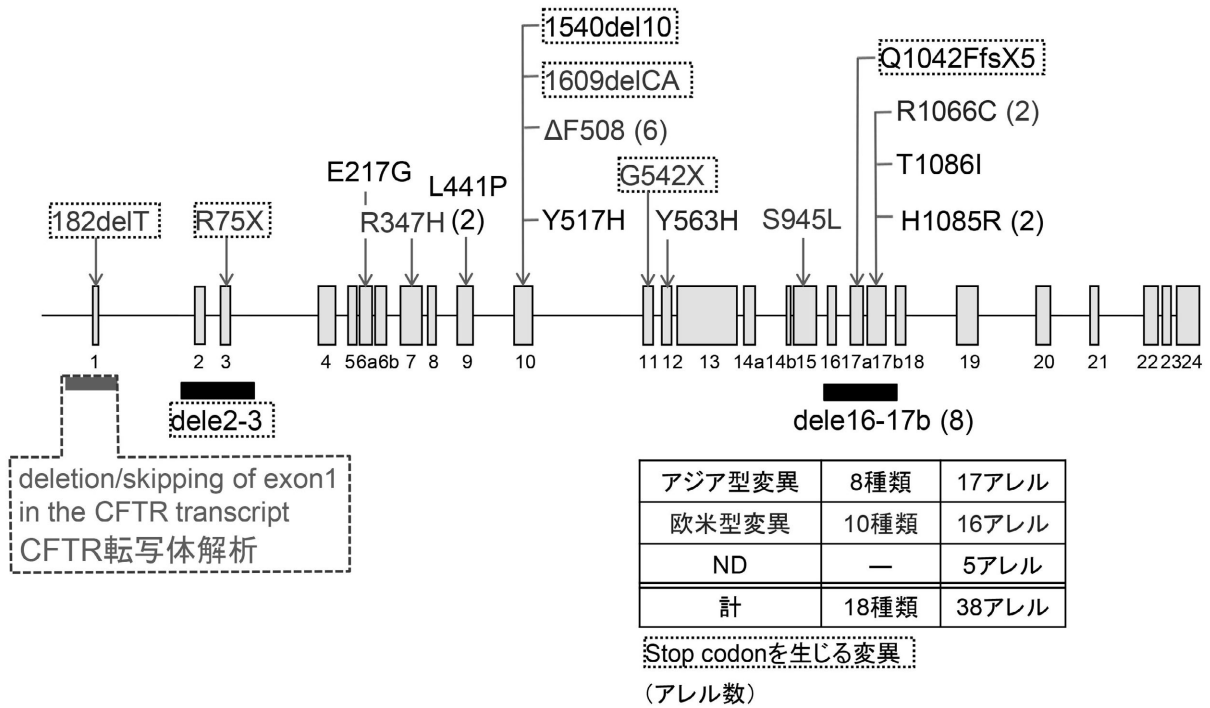 1540del10
1609delCA
ΔF508 (6)
Y517H
Q1042FfsX5
R1066C (2)
T1086I
H1085R (2)
182delT
R75X
E217G
R347H
L441P
(2)
G542X
Y563H
S945L
1 2 3 4 5 6a 6b 7 8 9 10 11 12 13 14a 14b 15 16 17a 17b 18 19 20 21 22 23 24
dele2-3
dele16-17b (8)
deletion/skipping of exon1
in the CFTR transcript
CFTR転写体解析
アジア型変異 8種類 17アレル
欧米型変異 10種類 16アレル
ND — 5アレル
計 18種類 38アレル
Stop codonを生じる変異
（アレル数）